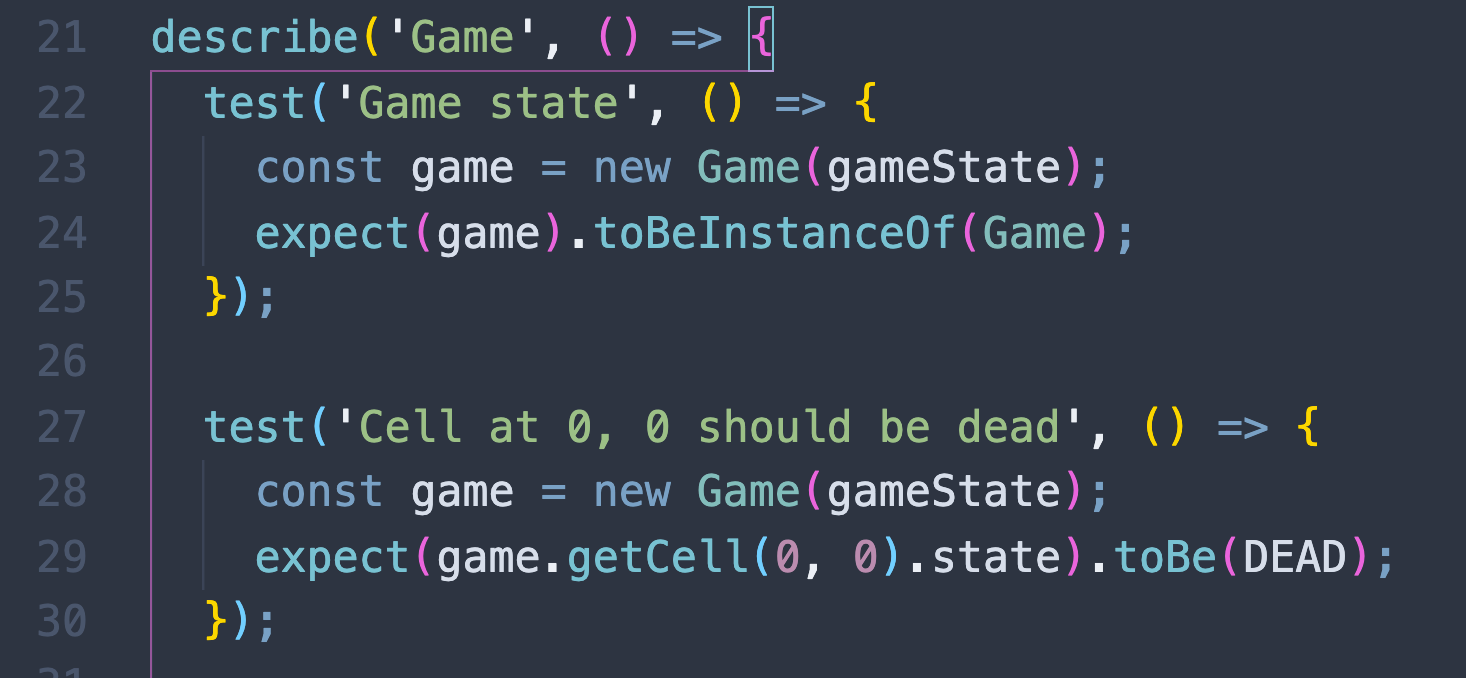 21 describe('Game', () => {
22 test('Game state', () => {
23 const game = new Game(gameState);
24 expect(game).toBeInstanceOf(Game);
25 });
26
27 test('Cell at 0, 0 should be dead', () => {
28 const game = new Game(gameState);
29 expect(game.getCell(0, 0).state).toBe(DEAD);
30 });
31